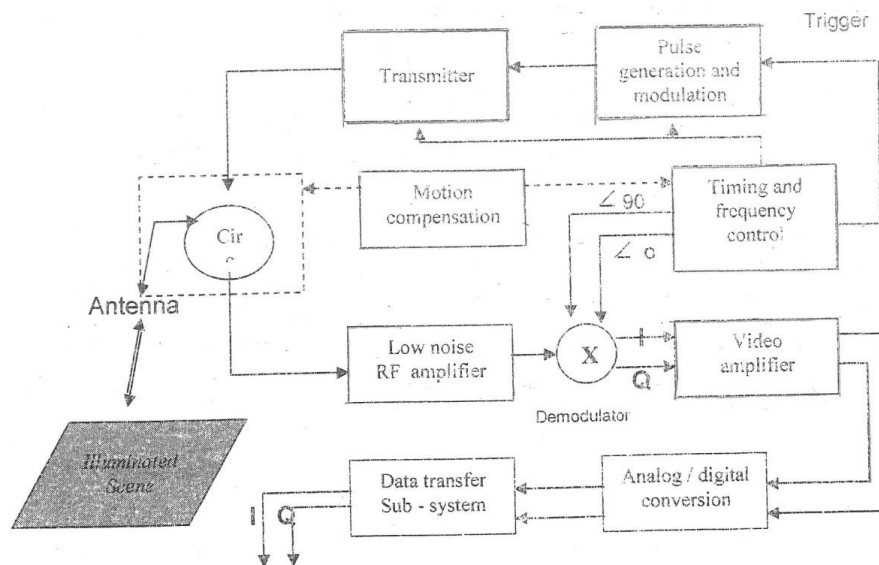 Trigger
Pulse
generation and
modulation
Transmitter
Motion
compensation
Timing and
frequency
control
∠ 90
∠ o
Cir
c
Antenna
Low noise
RF amplifier
X
I
Q
Video
amplifier
Demodulator
Illuminated
Scene
Data transfer
Sub - system
Analog / digital
conversion
I Q